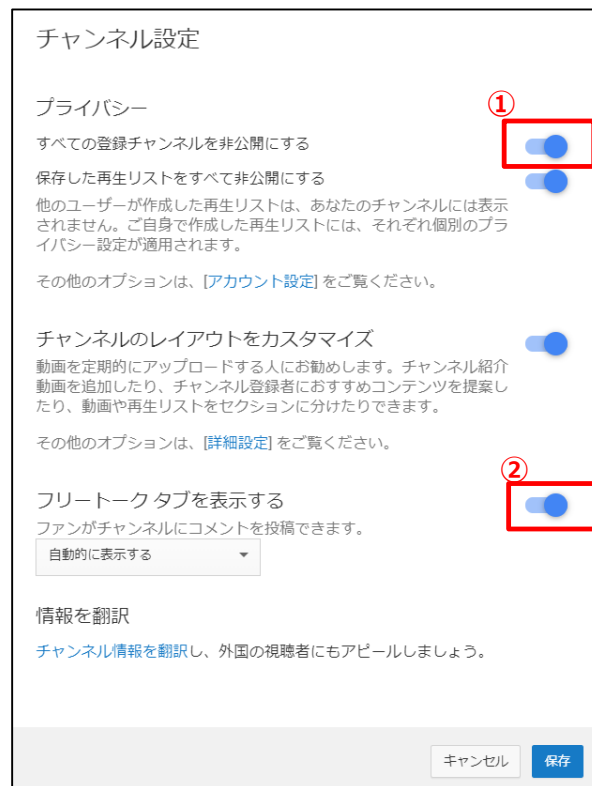 チャンネル設定
プライバシー
①
すべての登録チャンネルを非公開にする
保存した再生リストをすべて非公開にする
他のユーザーが作成した再生リストは、あなたのチャンネルには表示
されません。ご自身で作成した再生リストには、それぞれ個別のプラ
イバシー設定が適用されます。
その他のオプションは、[アカウント設定] をご覧ください。
チャンネルのレイアウトをカスタマイズ
動画を定期的にアップロードする人にお勧めします。チャンネル紹介
動画を追加したり、チャンネル登録者におすすめコンテンツを提案し
たり、動画や再生リストをセクションに分けたりできます。
その他のオプションは、[詳細設定] をご覧ください。
②
フリートーク タブを表示する
ファンがチャンネルにコメントを投稿できます。
自動的に表示する
情報を翻訳
チャンネル情報を翻訳し、外国の視聴者にもアピールしましょう。
キャンセル 保存